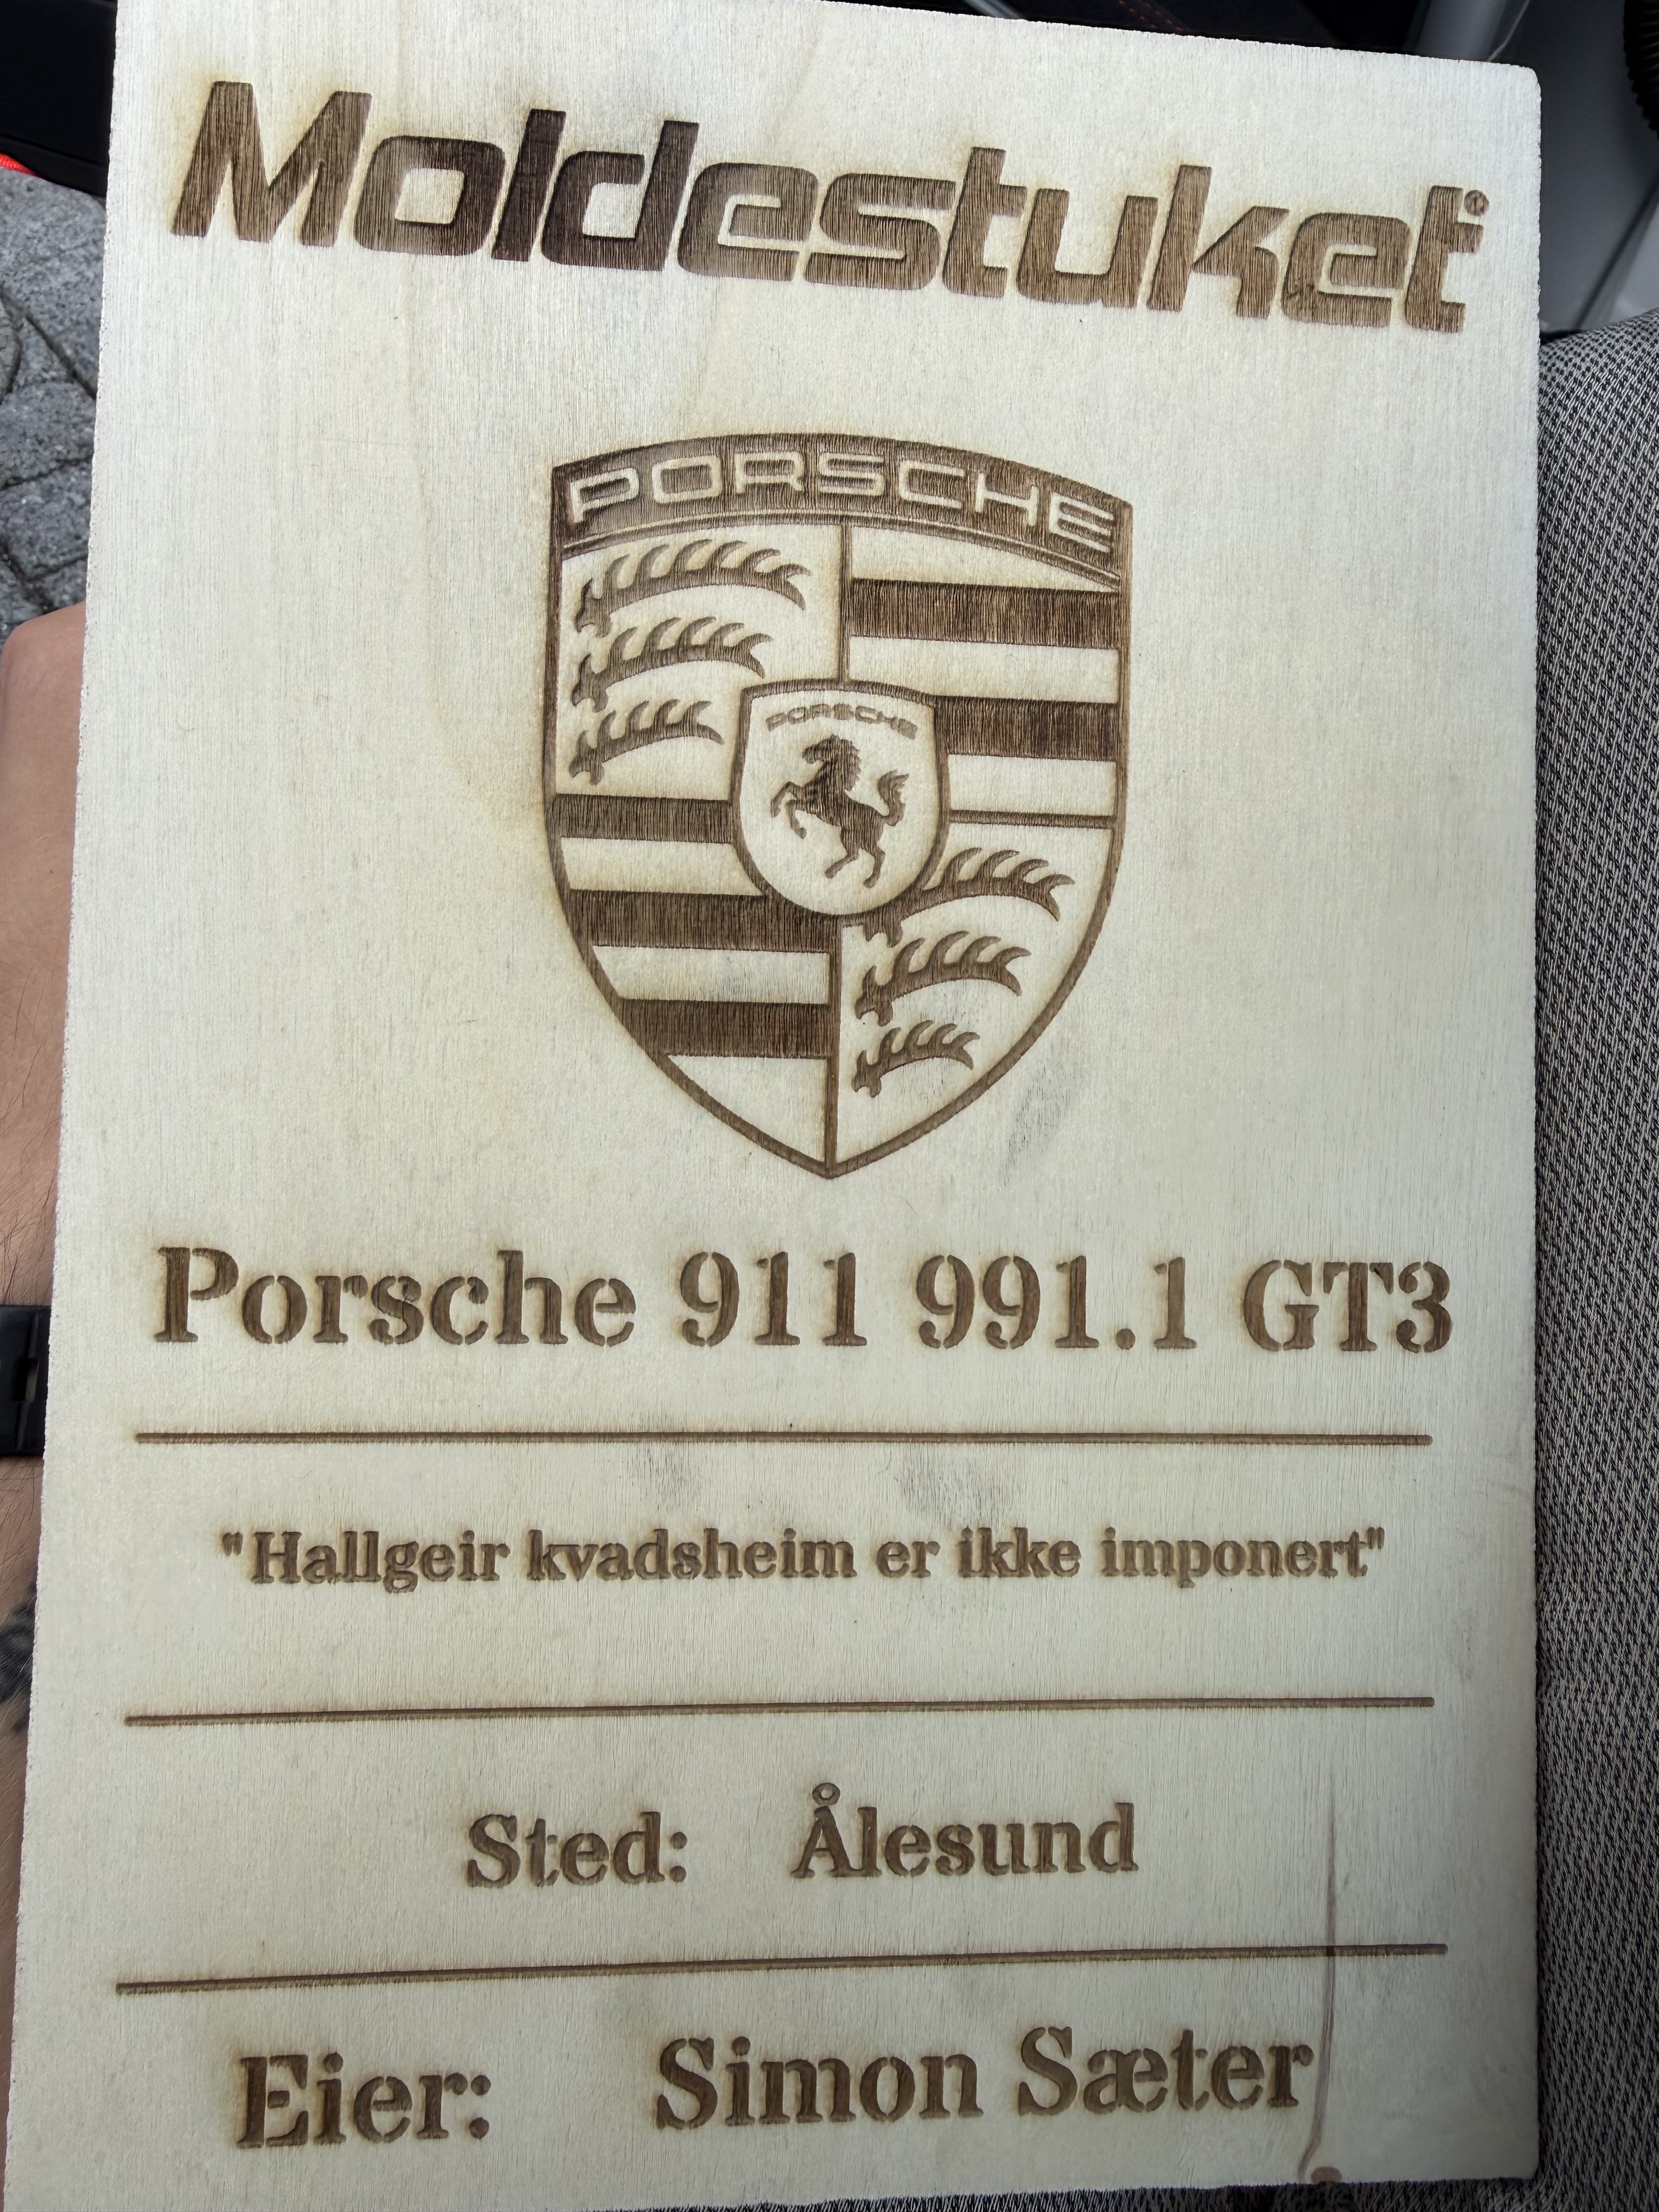 Moldestuket®
PORSCHE
PORSCHE
Porsche 911 991.1 GT3
"Hallgeir kvadsheim er ikke imponert"
Sted: Ålesund
Eier: Simon Sæter